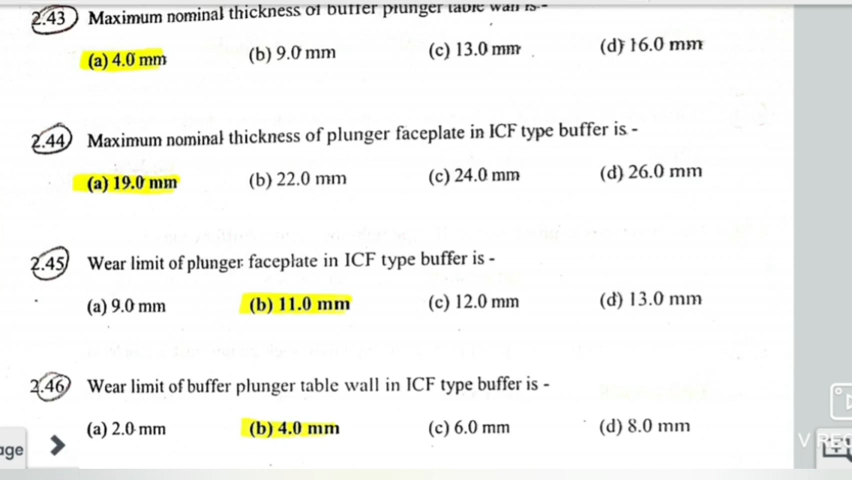 2.43 Maximum nominal thickness of buffer plunger table wall is-
(a) 4.0 mm (b) 9.0 mm (c) 13.0 mm (d) 16.0 mm
2.44 Maximum nominal thickness of plunger faceplate in ICF type buffer is -
(a) 19.0 mm (b) 22.0 mm (c) 24.0 mm (d) 26.0 mm
2.45 Wear limit of plunger faceplate in ICF type buffer is -
(a) 9.0 mm (b) 11.0 mm (c) 12.0 mm (d) 13.0 mm
2.46 Wear limit of buffer plunger table wall in ICF type buffer is -
(a) 2.0 mm (b) 4.0 mm (c) 6.0 mm (d) 8.0 mm